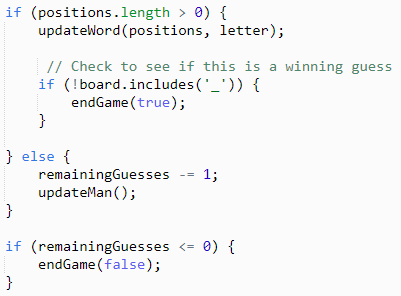 if (positions.length > 0) {
    updateWord(positions, letter);

     // Check to see if this is a winning guess
    if (!board.includes('_')) {
        endGame(true);
    }

} else {
    remainingGuesses -= 1;
    updateMan();
}

if (remainingGuesses <= 0) {
    endGame(false);
}